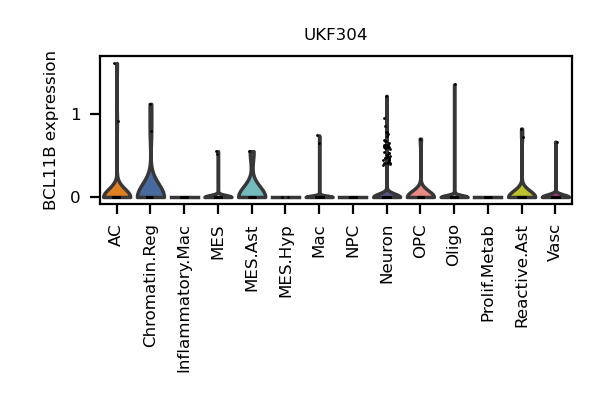 UKF304
BCL11B expression
1
0
AC
Chromatin.Reg
Inflammatory.Mac
MES
MES.Ast
MES.Hyp
Mac
NPC
Neuron
OPC
Oligo
Prolif.Metab
Reactive.Ast
Vasc